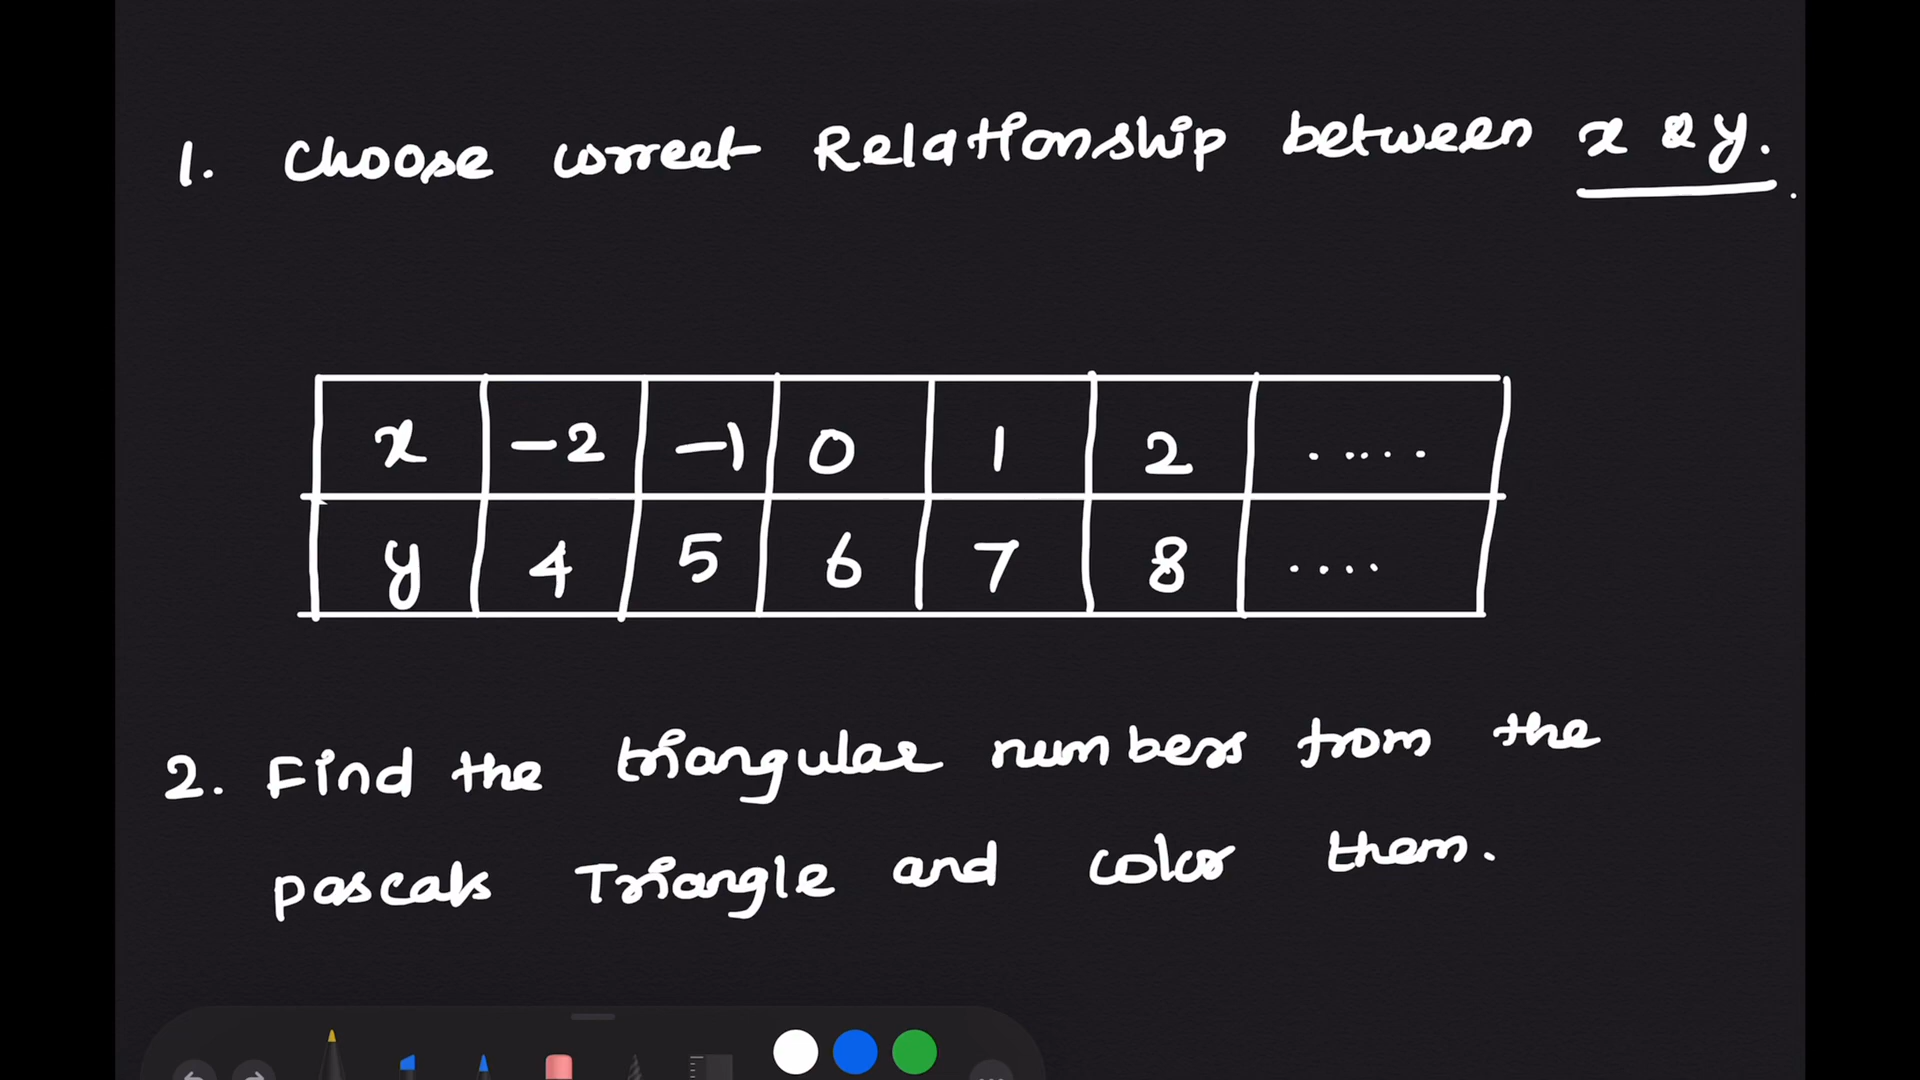 1. Choose correct Relationship between x & y.
x -2 -1 0 1 2 .....
y 4 5 6 7 8 ....
2. Find the triangular numbers from the
pascals Triangle and color them.